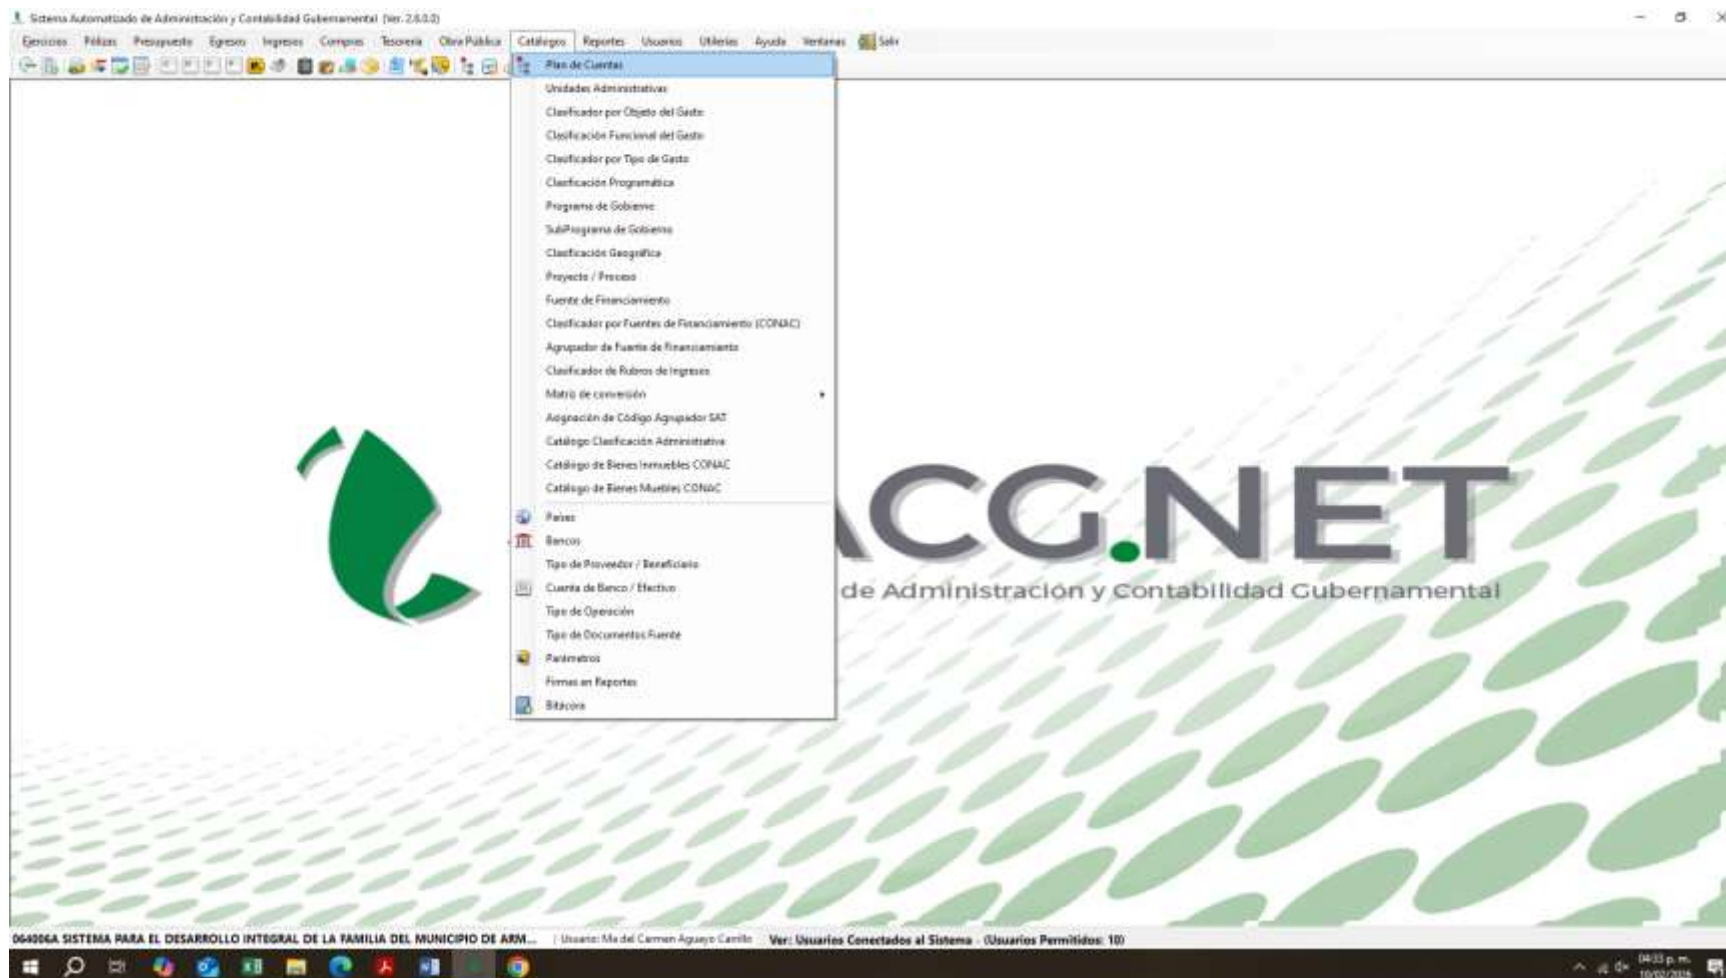 Sistema Automatizado de Administración y Contabilidad Gubernamental (Ver. 2.8.0.0)
Ejercicios Pólizas Presupuesto Egresos Ingresos Compras Tesorería Obra Pública Catálogos Reportes Usuarios Utilerías Ayuda Ventanas Salir
Plan de Cuentas
Unidades Administrativas
Clasificador por Objeto del Gasto
Clasificación Funcional del Gasto
Clasificador por Tipo de Gasto
Clasificación Programática
Programa de Gobierno
SubPrograma de Gobierno
Clasificación Geográfica
Proyecto / Proceso
Fuente de Financiamiento
Clasificador por Fuentes de Financiamiento (CONAC)
Agrupador de Fuente de Financiamiento
Clasificador de Rubros de Ingresos
Matriz de conversión
Asignación de Código Agrupador SAT
Catálogo Clasificación Administrativa
Catálogo de Bienes Inmuebles CONAC
Catálogo de Bienes Muebles CONAC
Países
Bancos
Tipo de Proveedor / Beneficiario
Cuenta de Banco / Efectivo
Tipo de Operación
Tipo de Documentos Fuente
Parámetros
Firmas en Reportes
Bitácora
ACG.NET
de Administración y Contabilidad Gubernamental
064006A SISTEMA PARA EL DESARROLLO INTEGRAL DE LA FAMILIA DEL MUNICIPIO DE ARM... Usuario: Ma del Carmen Aguayo Carrillo Ver: Usuarios Conectados al Sistema - (Usuarios Permitidos: 10)
04:33 p. m.
10/02/2026